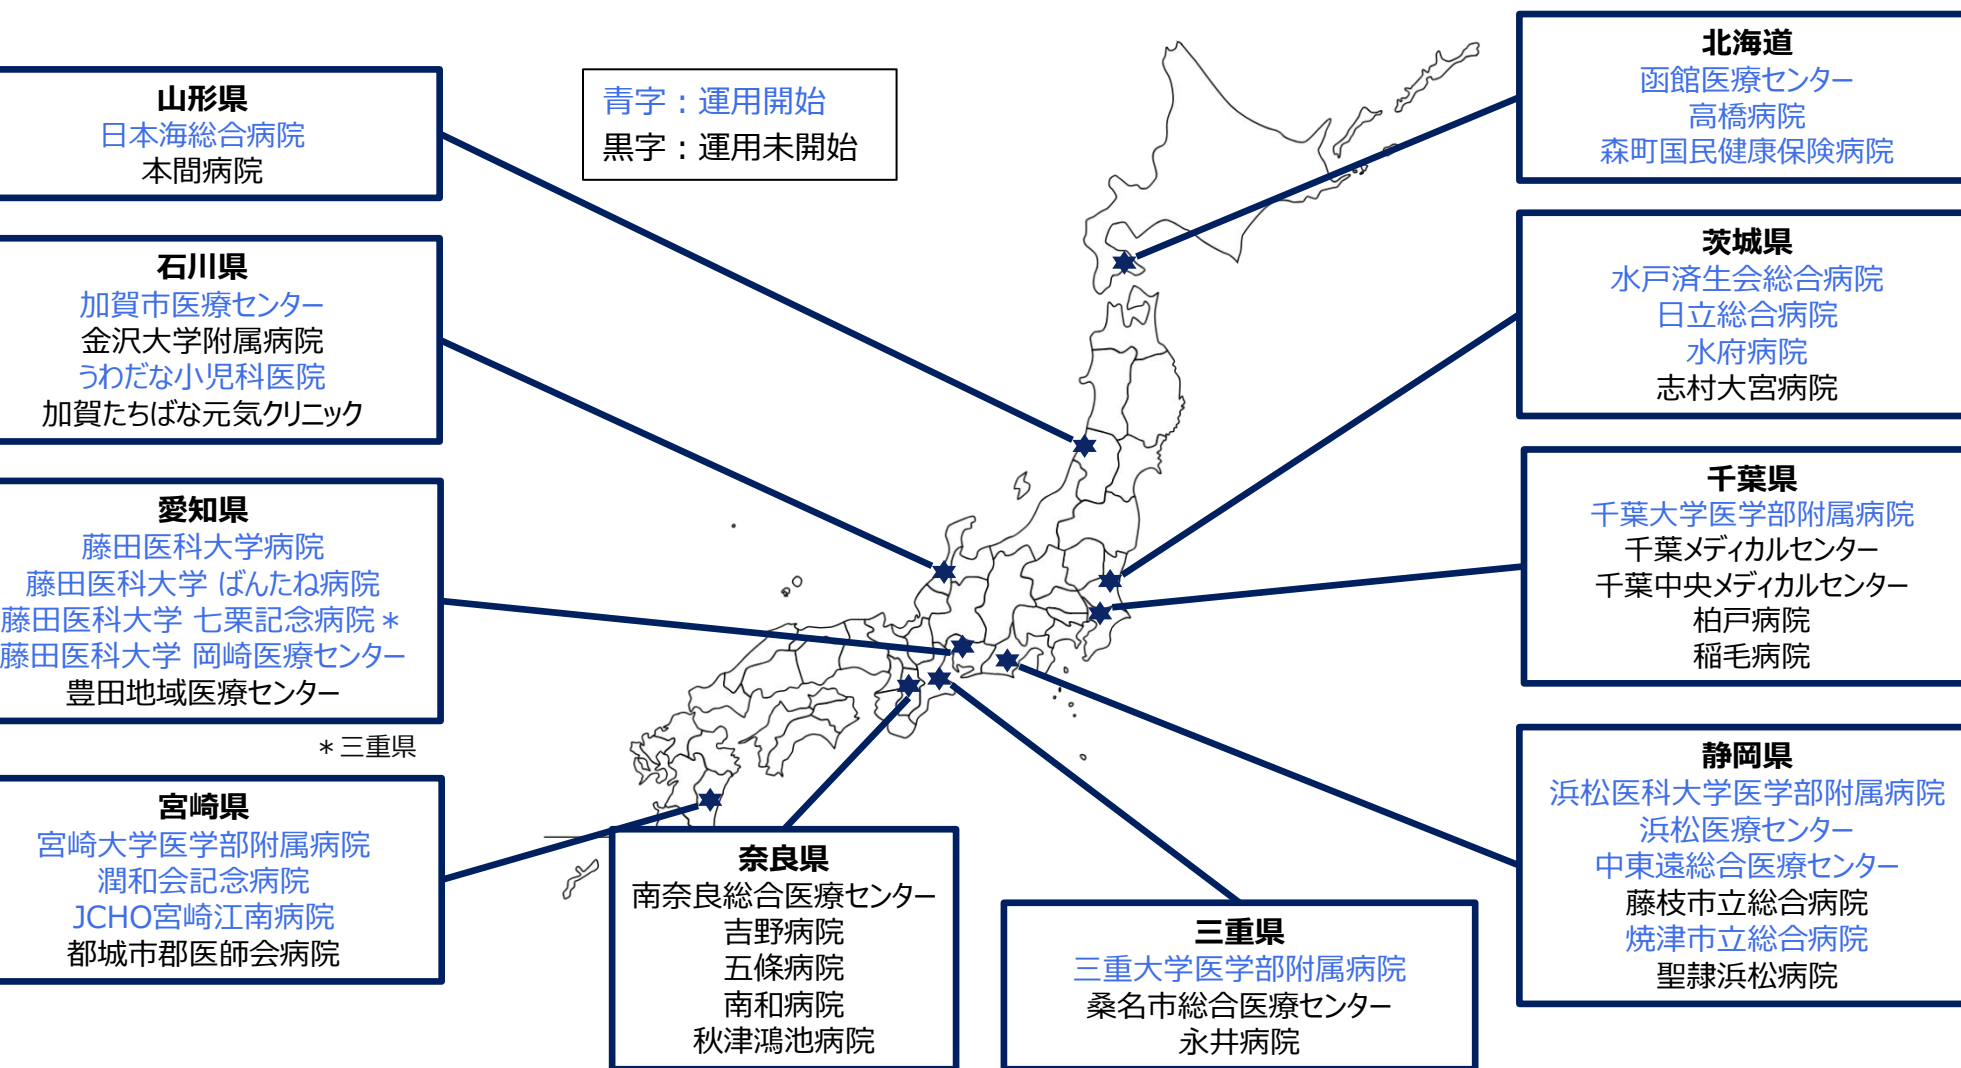 山形県
日本海総合病院
本間病院
青字：運用開始
黒字：運用未開始
北海道
函館医療センター
高橋病院
森町国民健康保険病院
石川県
加賀市医療センター
金沢大学附属病院
うわだな小児科医院
加賀たちばな元気クリニック
茨城県
水戸済生会総合病院
日立総合病院
水府病院
志村大宮病院
愛知県
藤田医科大学病院
藤田医科大学 ばんたね病院
藤田医科大学 七栗記念病院＊
藤田医科大学 岡崎医療センター
豊田地域医療センター
＊三重県
千葉県
千葉大学医学部附属病院
千葉メディカルセンター
千葉中央メディカルセンター
柏戸病院
稲毛病院
宮崎県
宮崎大学医学部附属病院
潤和会記念病院
JCHO宮崎江南病院
都城市郡医師会病院
奈良県
南奈良総合医療センター
吉野病院
五條病院
南和病院
秋津鴻池病院
三重県
三重大学医学部附属病院
桑名市総合医療センター
永井病院
静岡県
浜松医科大学医学部附属病院
浜松医療センター
中東遠総合医療センター
藤枝市立総合病院
焼津市立総合病院
聖隷浜松病院